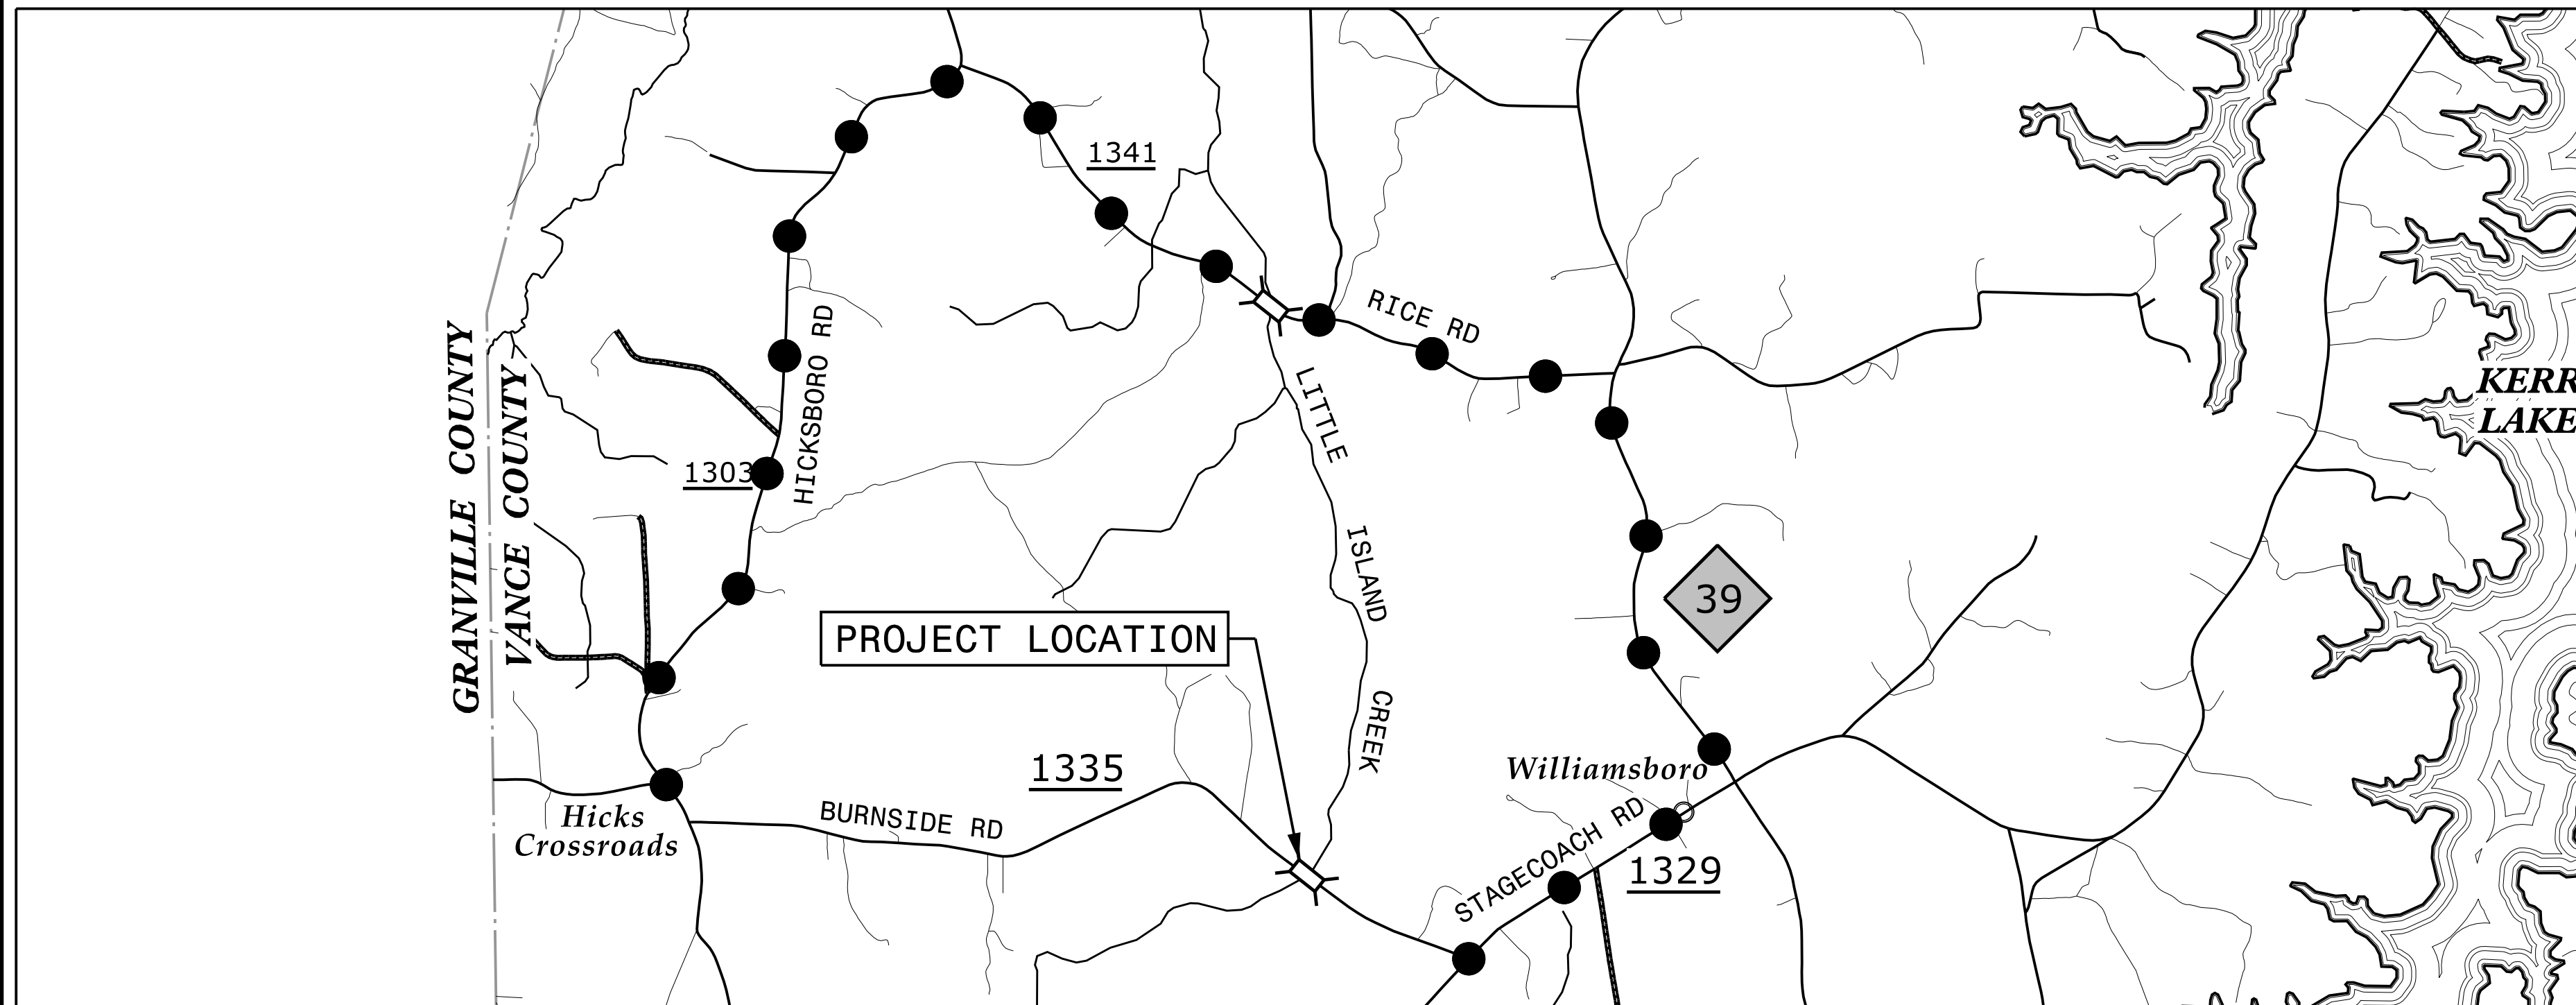 1341
RICE RD
HICKSBORO RD
GRANVILLE COUNTY
VANCE COUNTY
KERR
LAKE
1303
LITTLE ISLAND CREEK
39
PROJECT LOCATION
1335
Williamsboro
BURNSIDE RD
Hicks
Crossroads
STAGECOACH RD
1329